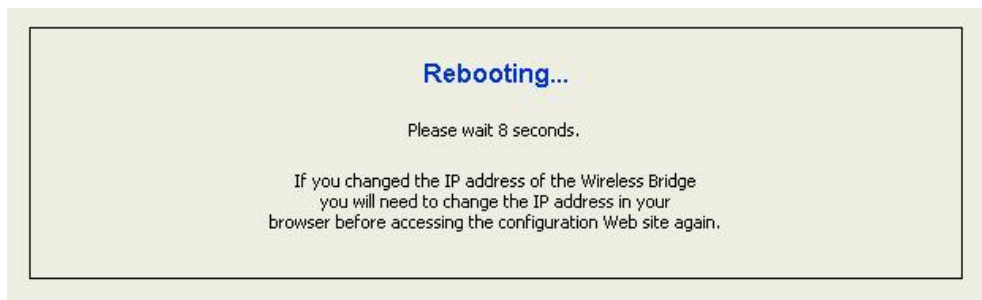 Rebooting...
Please wait 8 seconds.
If you changed the IP address of the Wireless Bridge
you will need to change the IP address in your
browser before accessing the configuration Web site again.